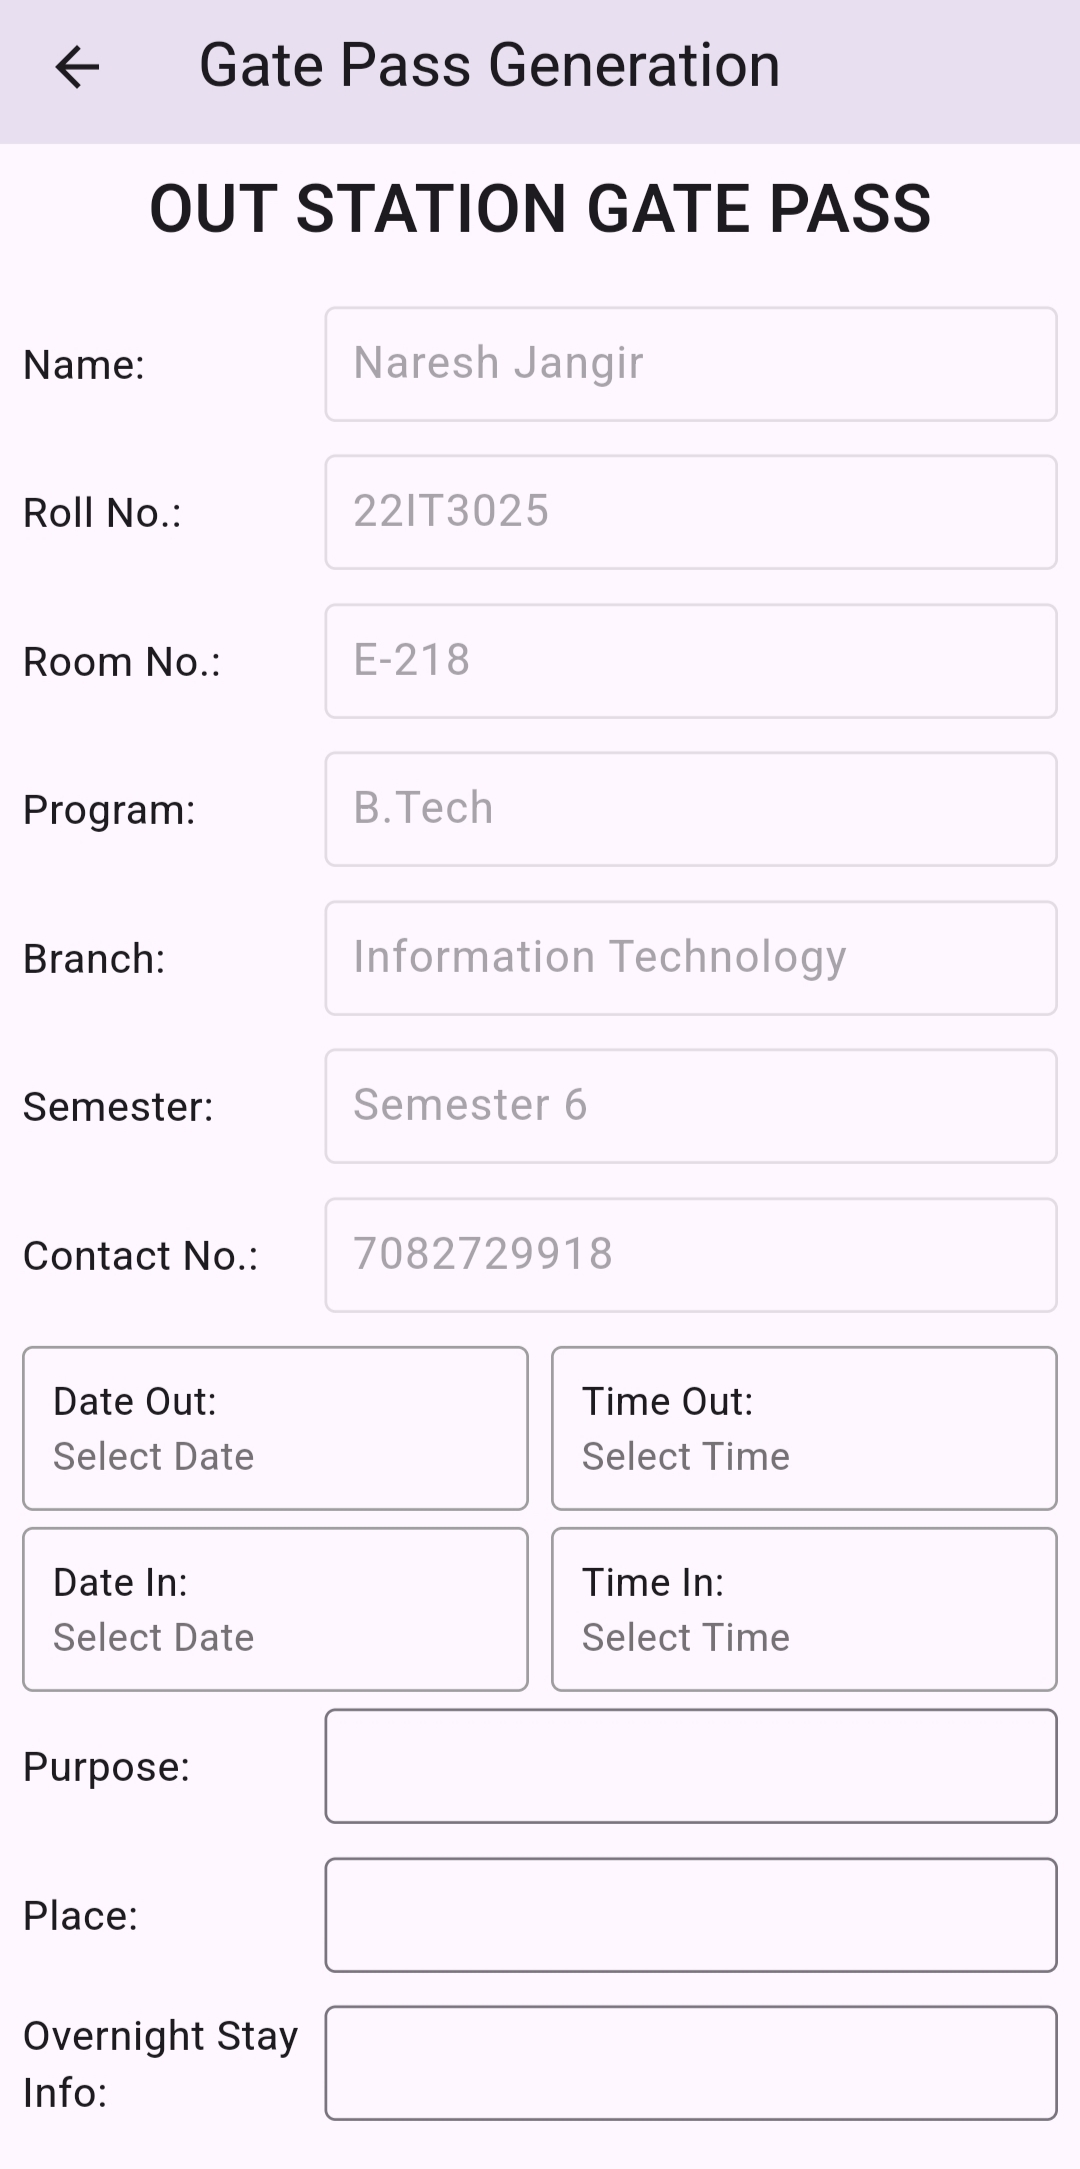 Gate Pass Generation
OUT STATION GATE PASS
Name: Naresh Jangir
Roll No.: 22IT3025
Room No.: E-218
Program: B.Tech
Branch: Information Technology
Semester: Semester 6
Contact No.: 7082729918
Date Out: Time Out:
Select Date Select Time
Date In: Time In:
Select Date Select Time
Purpose:
Place:
Overnight Stay
Info: